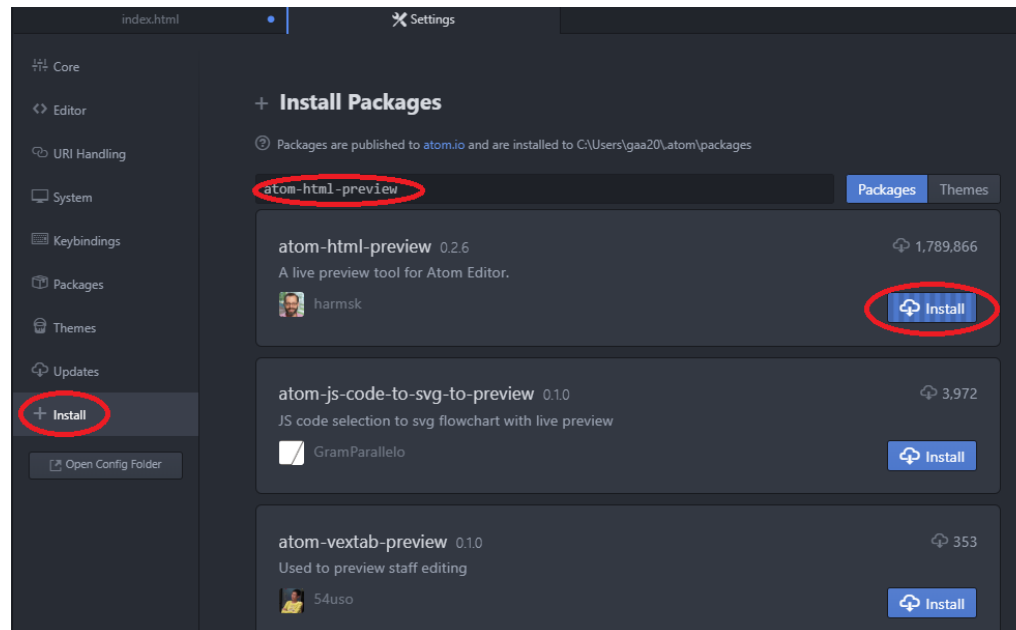 index.html
Settings
Core
Editor
URI Handling
System
Keybindings
Packages
Themes
Updates
Install
Open Config Folder
Install Packages
Packages are published to atom.io and are installed to C:\Users\gaa20\.atom\packages
atom-html-preview
Packages Themes
atom-html-preview 0.2.6
1,789,866
A live preview tool for Atom Editor.
harmsk
Install
atom-js-code-to-svg-to-preview 0.1.0
3,972
JS code selection to svg flowchart with live preview
GramParallelo
Install
atom-vextab-preview 0.1.0
353
Used to preview staff editing
54uso
Install